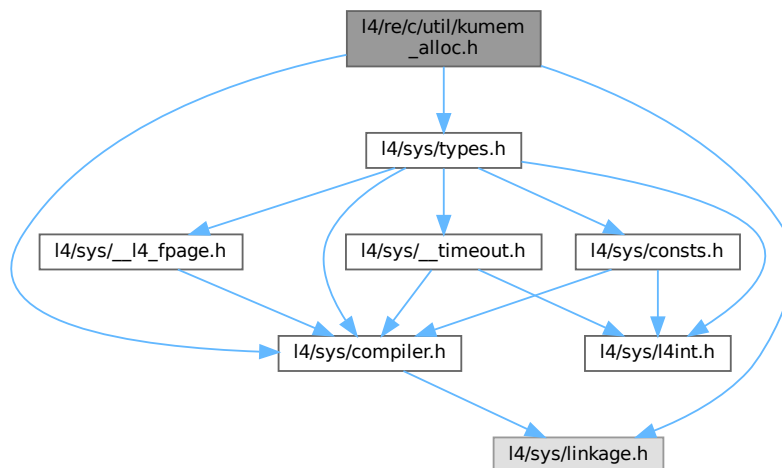 l4/re/c/util/kumem
_alloc.h
l4/sys/types.h
l4/sys/__l4_fpage.h
l4/sys/__timeout.h
l4/sys/consts.h
l4/sys/compiler.h
l4/sys/l4int.h
l4/sys/linkage.h